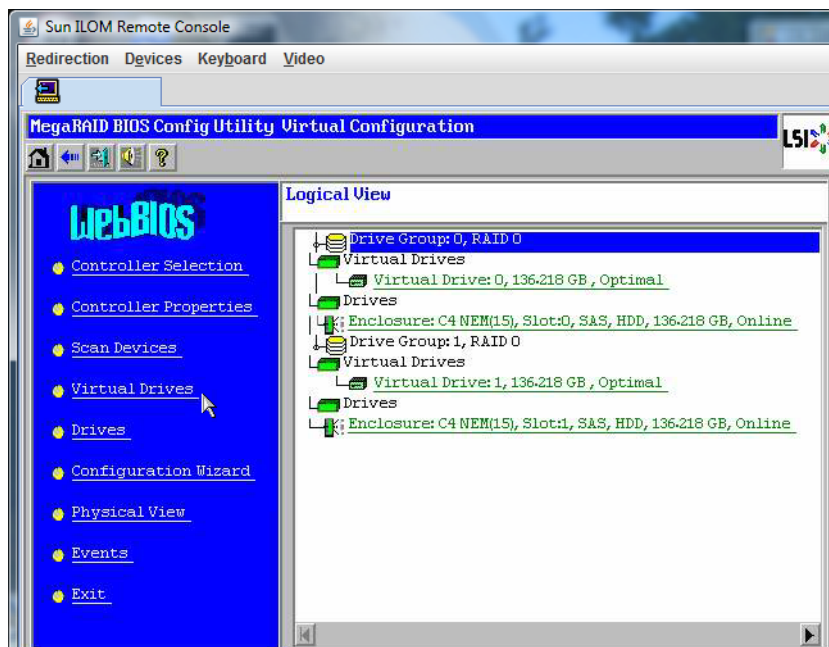 Sun ILOM Remote Console
Redirection Devices Keyboard Video
MegaRAID BIOS Config Utility Virtual Configuration
LSI
WebBIOS
Logical View
Controller Selection
Controller Properties
Scan Devices
Virtual Drives
Drives
Configuration Wizard
Physical View
Events
Exit
Drive Group: 0, RAID 0
Virtual Drives
Virtual Drive: 0, 136.218 GB , Optimal
Drives
Enclosure: C4 NEM(15), Slot:0, SAS, HDD, 136.218 GB, Online
Drive Group: 1, RAID 0
Virtual Drives
Virtual Drive: 1, 136.218 GB , Optimal
Drives
Enclosure: C4 NEM(15), Slot:1, SAS, HDD, 136.218 GB, Online